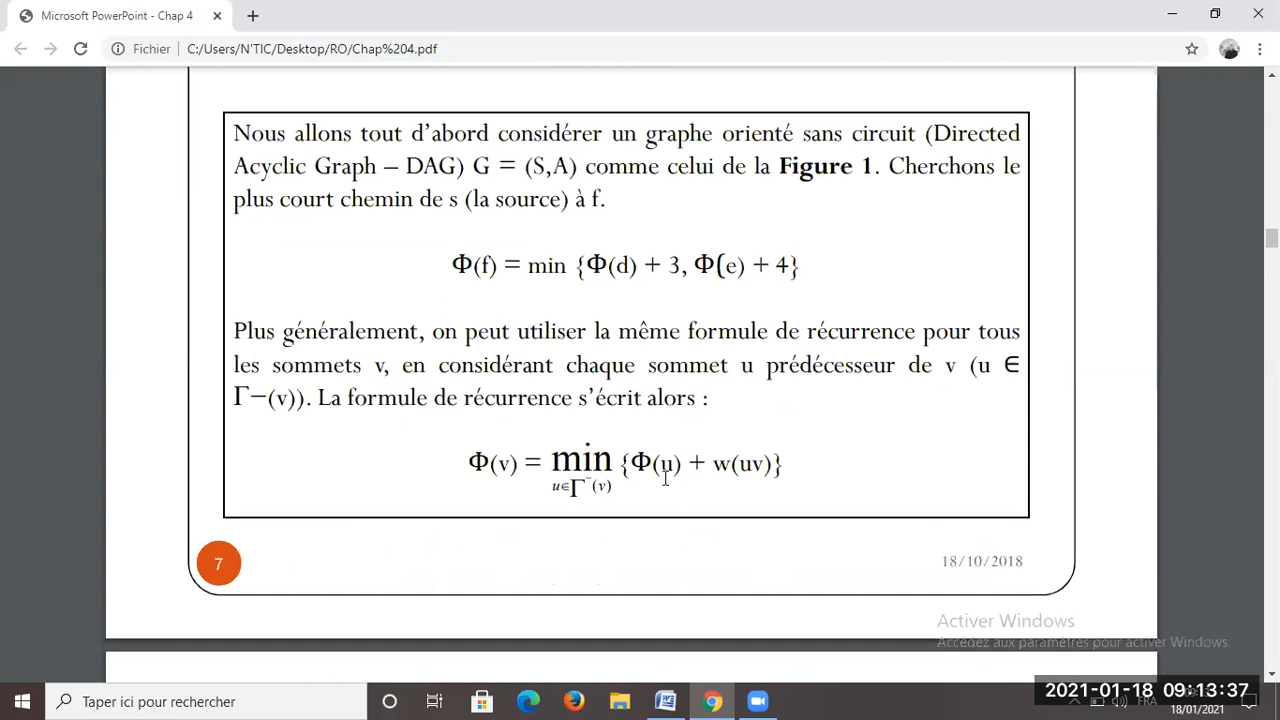 Microsoft PowerPoint - Chap 4
Fichier
C:/Users/N'TIC/Desktop/RO/Chap%204.pdf
Nous allons tout d’abord considérer un graphe orienté sans circuit (Directed
Acyclic Graph – DAG) G = (S,A) comme celui de la Figure 1. Cherchons le
plus court chemin de s (la source) à f.
Φ(f) = min {Φ(d) + 3, Φ(e) + 4}
Plus généralement, on peut utiliser la même formule de récurrence pour tous
les sommets v, en considérant chaque sommet u prédécesseur de v (u ∈
Γ−(v)). La formule de récurrence s’écrit alors :
Φ(v) = min {Φ(u) + w(uv)}
u∈Γ⁻(v)
7
18/10/2018
Activer Windows
Accédez aux paramètres pour activer Windows.
Taper ici pour rechercher
FRA
2021-01-18 09:13:37
18/01/2021